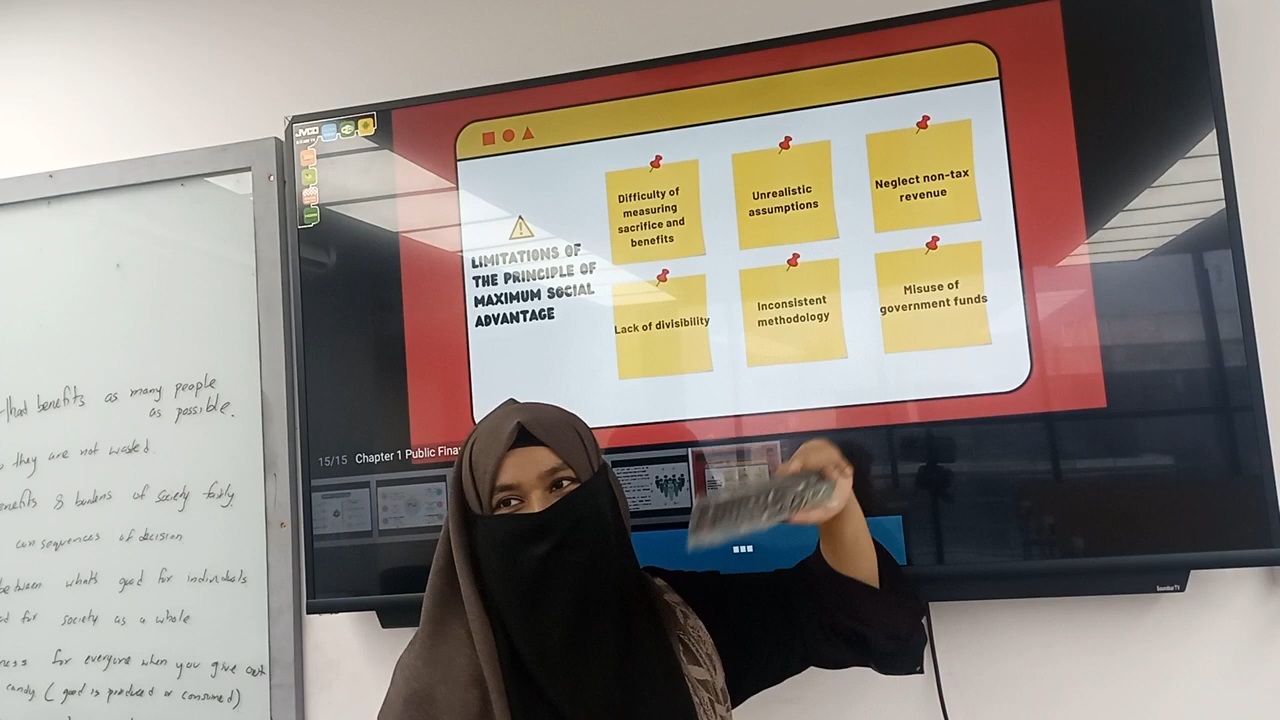 LIMITATIONS OF
THE PRINCIPLE OF
MAXIMUM SOCIAL
ADVANTAGE
Difficulty of
measuring
sacrifice and
benefits
Unrealistic
assumptions
Neglect non-tax
revenue
Lack of divisibility
Inconsistent
methodology
Misuse of
government funds
15/15 Chapter 1 Public Fina
that benefits as many people
as possible.
they are not wasted.
benefits & burdens of society fairly.
consequences of decision
between whats good for individuals
for society as a whole
for everyone when you give out
candy (good is produced or consumed)